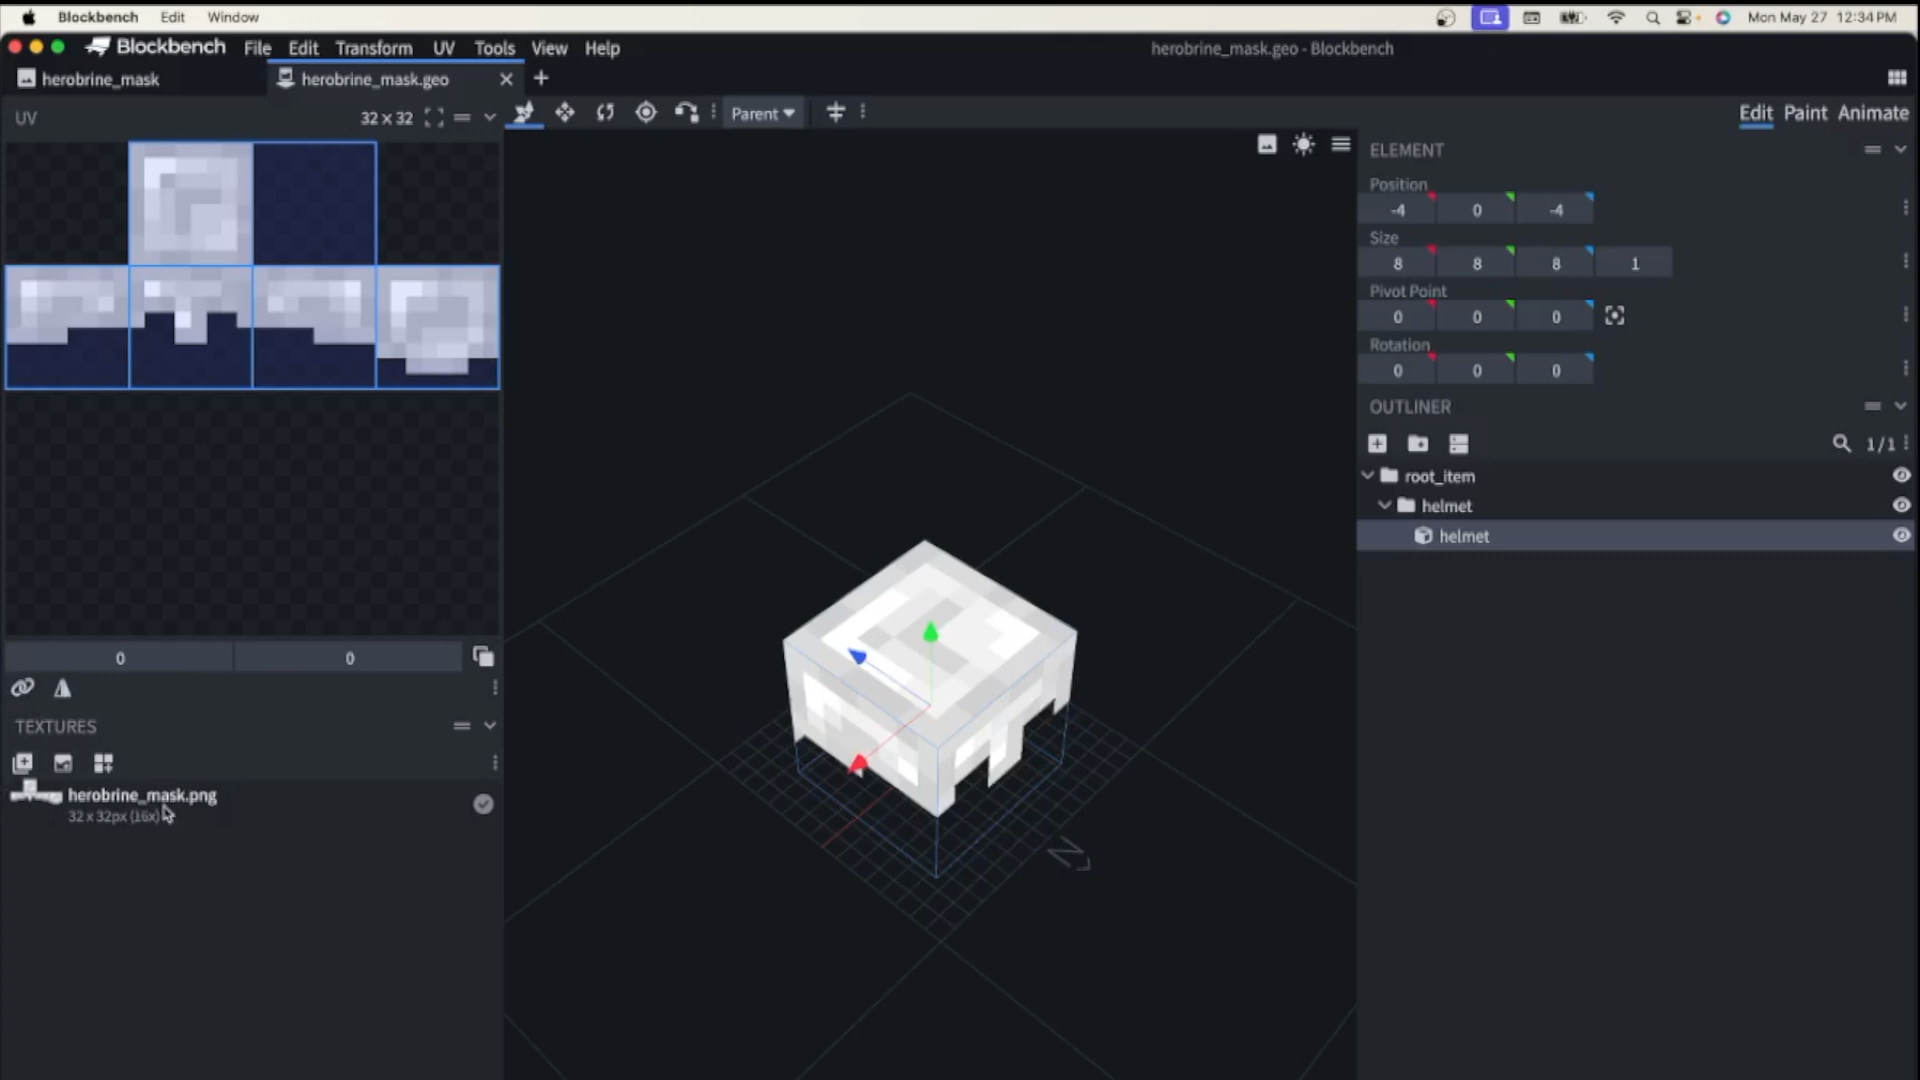 Blockbench Edit Window Mon May 27 12:34 PM
Blockbench File Edit Transform UV Tools View Help herobrine_mask.geo - Blockbench
herobrine_mask herobrine_mask.geo
UV 32 x 32 Parent Edit Paint Animate
ELEMENT
Position
-4 0 -4
Size
8 8 8 1
Pivot Point
0 0 0
Rotation
0 0 0
OUTLINER
1/1
root_item
helmet
helmet
N
0 0
TEXTURES
herobrine_mask.png
32 x 32px (16x)